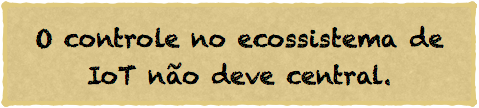 O controle no ecossistema de
IoT não deve central.